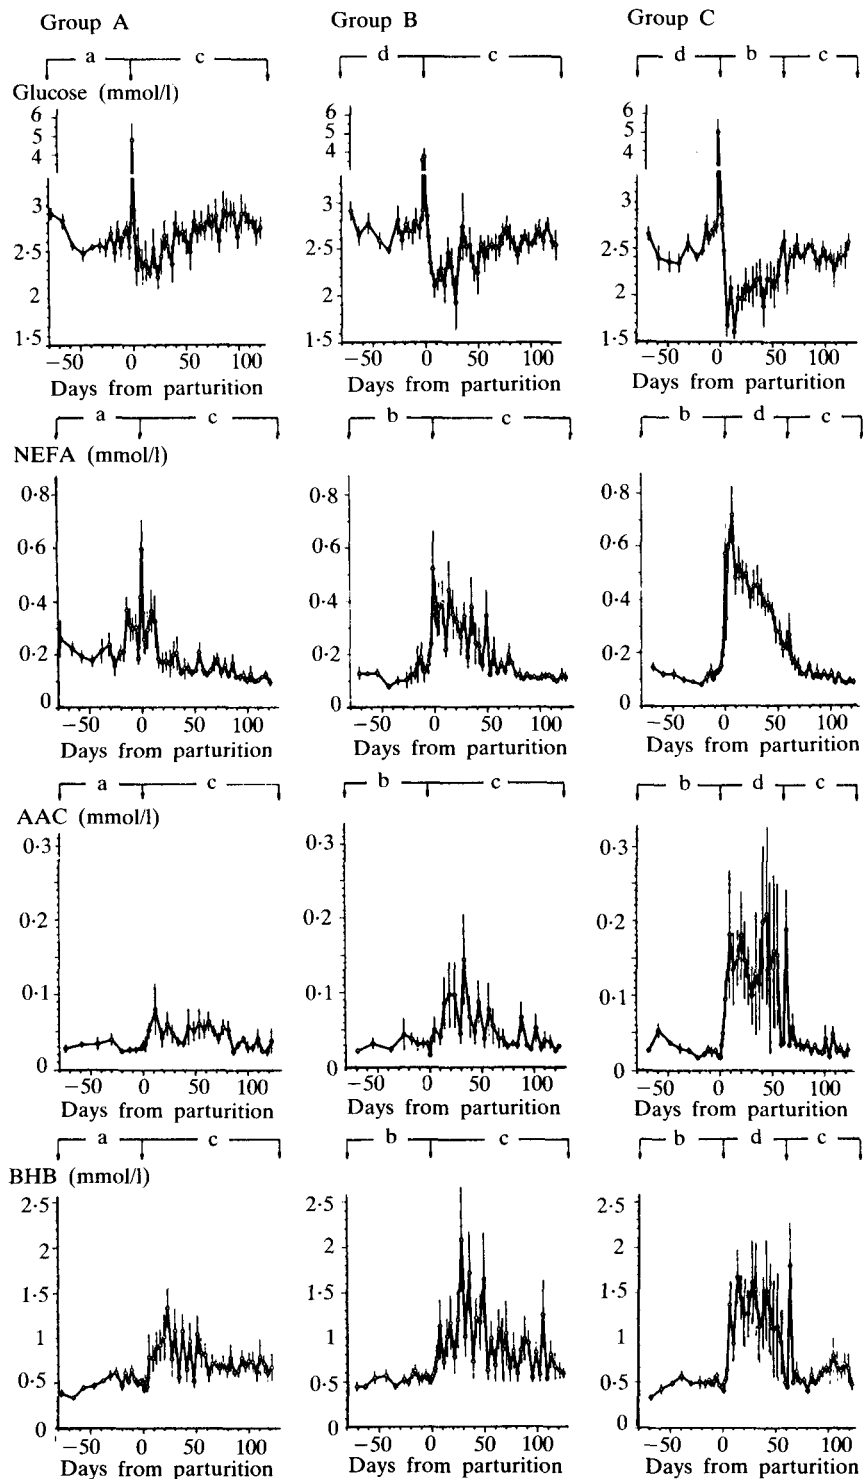 Group A Group B Group C
a c d c d b c
Glucose (mmol/l)
6 6 6
5 5 5
4 4 4
3 3 3
2·5 2·5 2·5
2 2 2
1·5 1·5 1·5
−50 0 50 100 −50 0 50 100 −50 0 50 100
Days from parturition Days from parturition Days from parturition
a c b c b d c
NEFA (mmol/l)
0·8 0·8 0·8
0·6 0·6 0·6
0·4 0·4 0·4
0·2 0·2 0·2
0 0 0
−50 0 50 100 −50 0 50 100 −50 0 50 100
Days from parturition Days from parturition Days from parturition
a c b c b d c
AAC (mmol/l)
0·3 0·3 0·3
0·2 0·2 0·2
0·1 0·1 0·1
0 0 0
−50 0 50 100 −50 0 50 100 −50 0 50 100
Days from parturition Days from parturition Days from parturition
a c b c b d c
BHB (mmol/l)
2·5 2·5 2·5
2 2 2
1·5 1·5 1·5
1 1 1
0·5 0·5 0·5
0 0 0
−50 0 50 100 −50 0 50 100 −50 0 50 100
Days from parturition Days from parturition Days from parturition